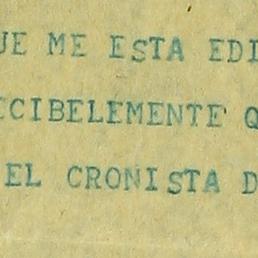 UE ME ESTA EDI
ECIBELEMENTE Q
EL CRONISTA D